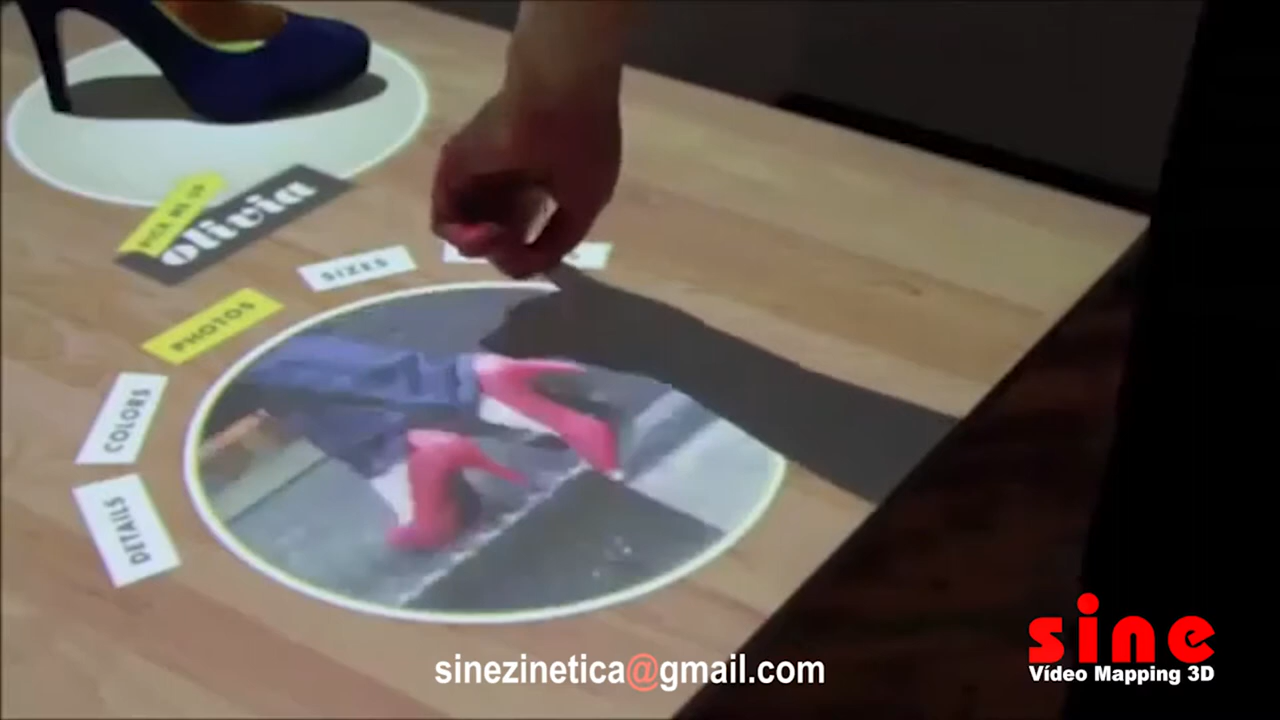 PICK ME UP
olivia
SIZES
PHOTOS
COLORS
DETAILS
sinezinetica@gmail.com
sine
Vídeo Mapping 3D